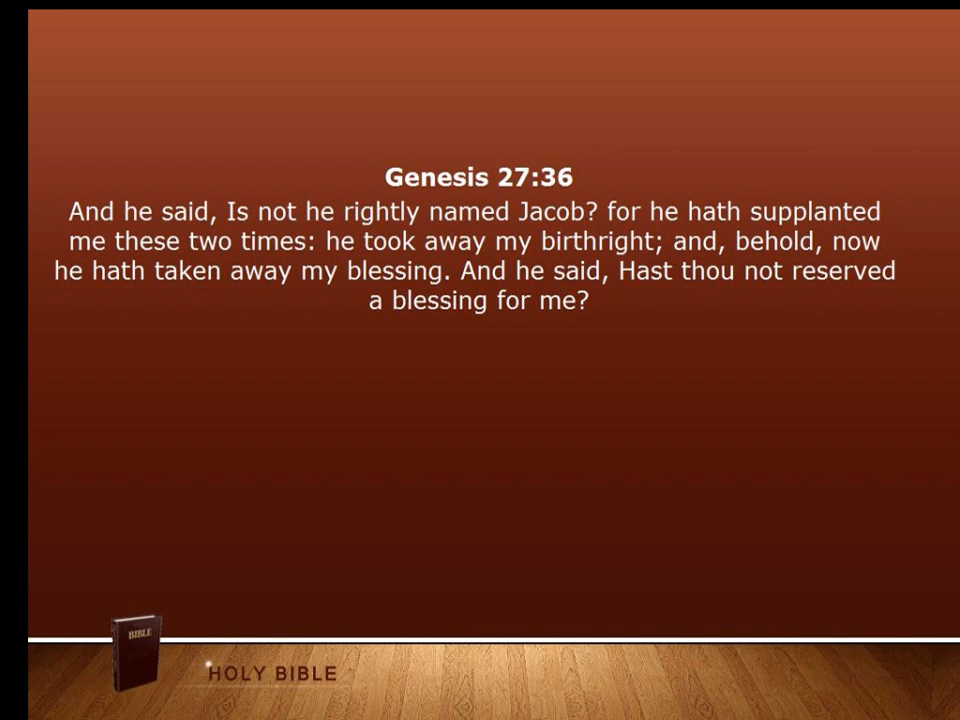 Genesis 27:36
And he said, Is not he rightly named Jacob? for he hath supplanted
me these two times: he took away my birthright; and, behold, now
he hath taken away my blessing. And he said, Hast thou not reserved
a blessing for me?
BIBLE
HOLY BIBLE